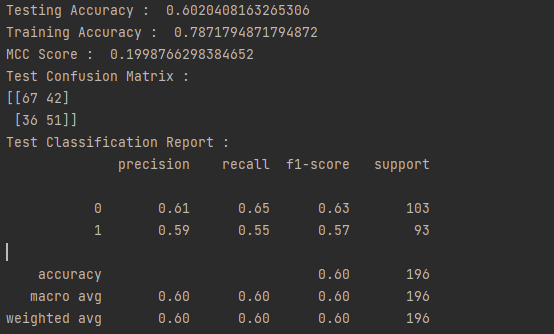 Testing Accuracy :  0.6020408163265306
Training Accuracy :  0.7871794871794872
MCC Score :  0.1998766298384652
Test Confusion Matrix :
[[67 42]
 [36 51]]
Test Classification Report :
              precision    recall  f1-score   support
           0       0.61      0.65      0.63       103
           1       0.59      0.55      0.57        93
    accuracy                           0.60       196
   macro avg       0.60      0.60      0.60       196
weighted avg       0.60      0.60      0.60       196